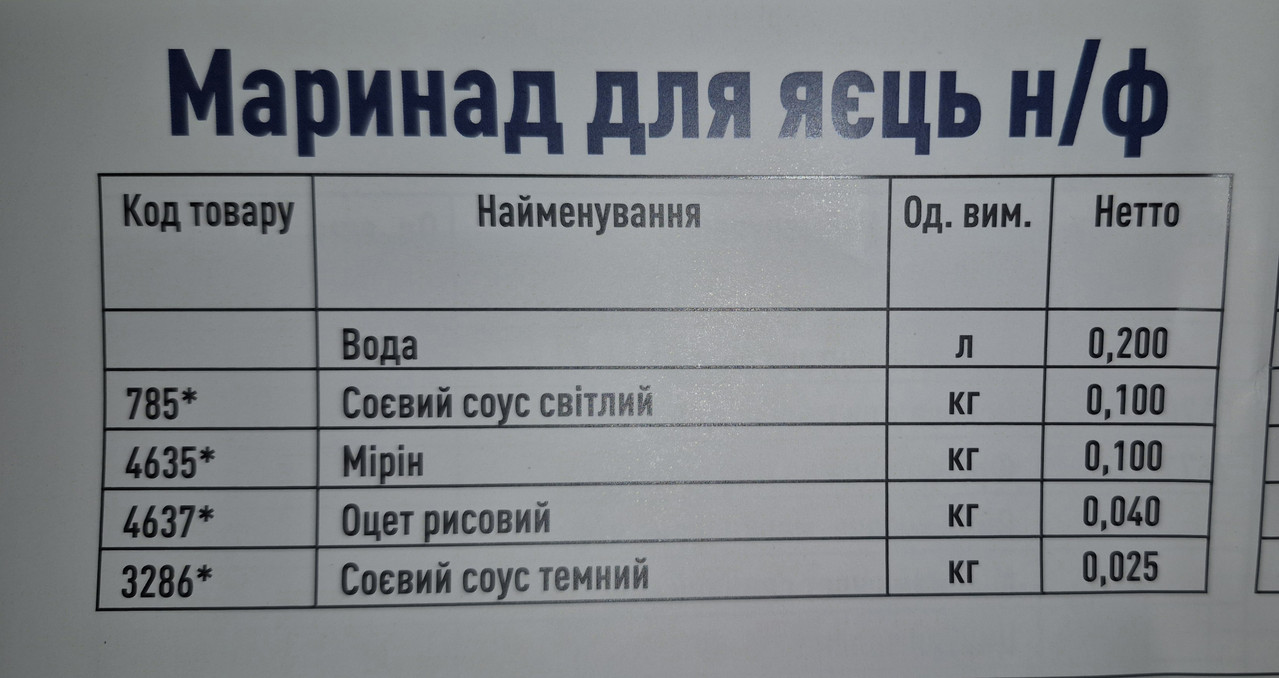 Маринад для яєць н/ф
Код товару Найменування Од. вим. Нетто
Вода л 0,200
785* Соєвий соус світлий кг 0,100
4635* Мірін кг 0,100
4637* Оцет рисовий кг 0,040
3286* Соєвий соус темний кг 0,025